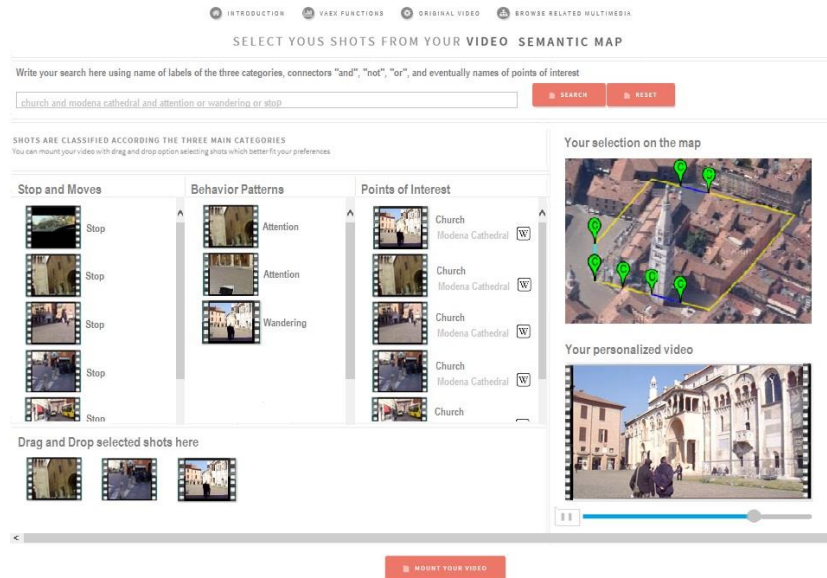 INTRODUCTION VAEX FUNCTIONS ORIGINAL VIDEO BROWSE RELATED MULTIMEDIA
SELECT YOUS SHOTS FROM YOUR VIDEO SEMANTIC MAP
Write your search here using name of labels of the three categories, connectors "and", "not", "or", and eventually names of points of interest
church and modena cathedral and attention or wandering or stop
SEARCH RESET
SHOTS ARE CLASSIFIED ACCORDING THE THREE MAIN CATEGORIES
You can mount your video with drag and drop option selecting shots which better fit your preferences
Stop and Moves
Stop
Stop
Stop
Stop
Stop
Behavior Patterns
Attention
Attention
Wandering
Points of Interest
Church
Modena Cathedral W
Church
Modena Cathedral W
Church
Modena Cathedral W
Church
Modena Cathedral W
Church
Drag and Drop selected shots here
Your selection on the map
C
C
C
C
C
C
C
Your personalized video
MOUNT YOUR VIDEO